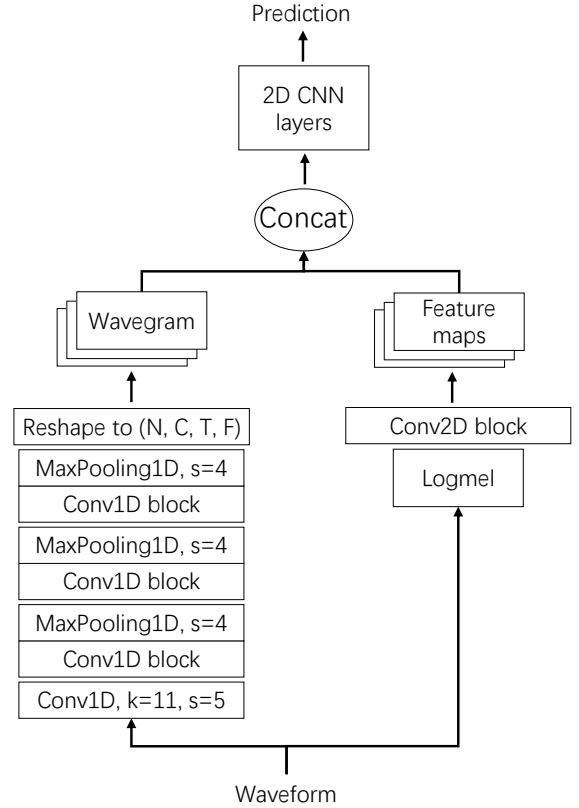 Prediction
2D CNN
layers
Concat
Wavegram
Feature
maps
Reshape to (N, C, T, F)
Conv2D block
MaxPooling1D, s=4
Logmel
Conv1D block
MaxPooling1D, s=4
Conv1D block
MaxPooling1D, s=4
Conv1D block
Conv1D, k=11, s=5
Waveform